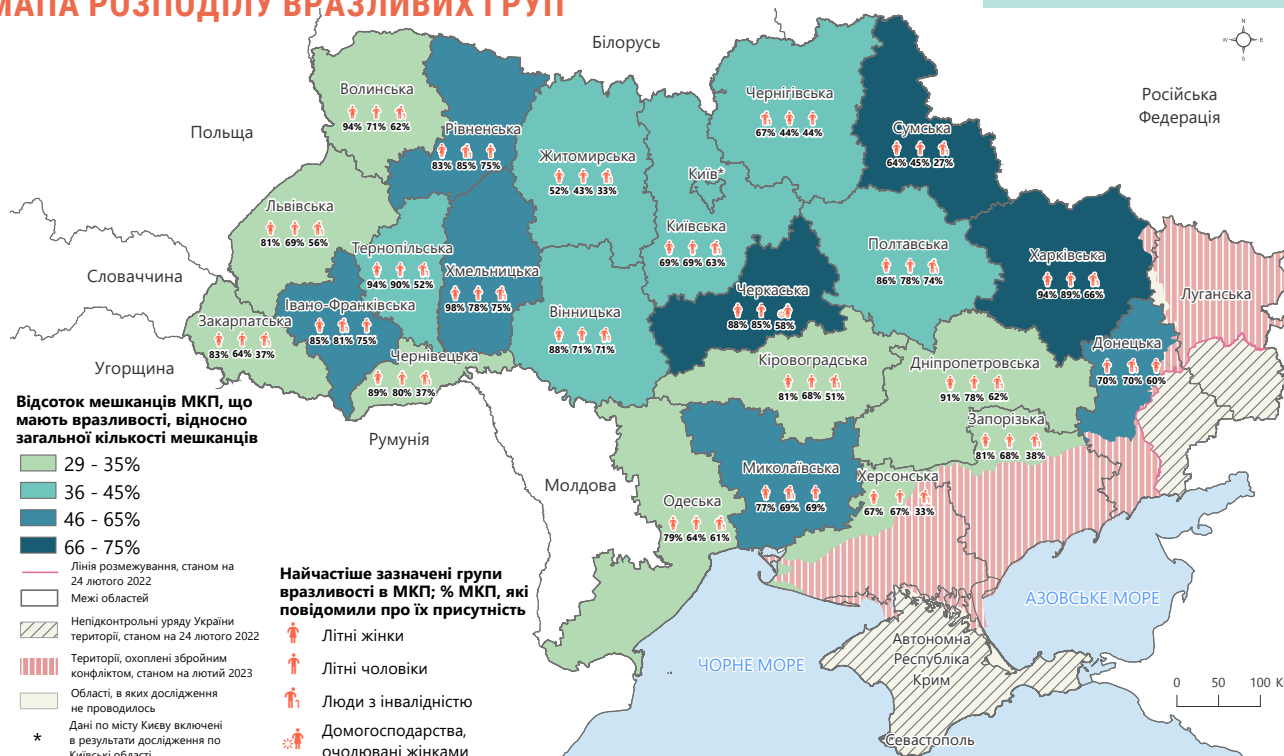 МАПА РОЗПОДІЛУ ВРАЗЛИВИХ ГРУП
Білорусь
N
W
E
S
Російська
Федерація
Польща
Словаччина
Угорщина
Румунія
Молдова
Волинська
94% 71% 62%
Рівненська
83% 85% 75%
Житомирська
52% 43% 33%
Чернігівська
67% 44% 44%
Сумська
64% 45% 27%
Київ*
Київська
69% 69% 63%
Львівська
81% 69% 56%
Тернопільська
94% 90% 52%
Хмельницька
98% 78% 75%
Полтавська
86% 78% 74%
Харківська
94% 89% 66%
Луганська
Черкаська
88% 85% 58%
Вінницька
88% 71% 71%
Івано-Франківська
85% 81% 75%
Закарпатська
83% 64% 37%
Чернівецька
89% 80% 37%
Кіровоградська
81% 68% 51%
Дніпропетровська
91% 78% 62%
Донецька
70% 70% 60%
Запорізька
81% 68% 38%
Миколаївська
77% 69% 69%
Херсонська
67% 67% 33%
Одеська
79% 64% 61%
АЗОВСЬКЕ МОРЕ
ЧОРНЕ МОРЕ
Автономна
Республіка
Крим
Севастополь
0 50 100
Відсоток мешканців МКП, що
мають вразливості, відносно
загальної кількості мешканців
29 - 35%
36 - 45%
46 - 65%
66 - 75%
Лінія розмежування, станом на
24 лютого 2022
Межі областей
Непідконтрольні уряду України
території, станом на 24 лютого 2022
Території, охоплені збройним
конфліктом, станом на лютий 2023
Області, в яких дослідження
не проводилось
* Дані по місту Києву включені
в результати дослідження по
Київські області
Найчастіше зазначені групи
вразливості в МКП; % МКП, які
повідомили про їх присутність
Літні жінки
Літні чоловіки
Люди з інвалідністю
Домогосподарства,
очолювані жінками